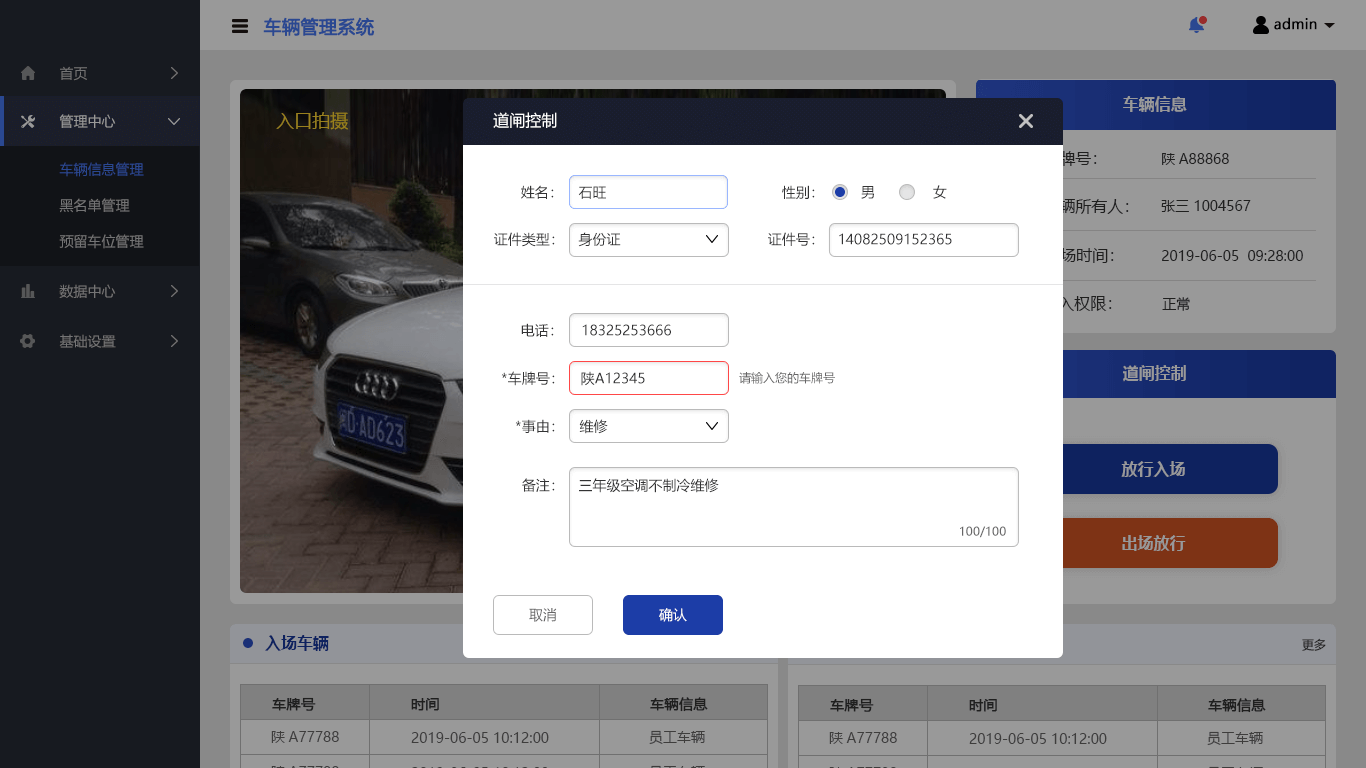 车辆管理系统
admin
首页
管理中心
车辆信息管理
黑名单管理
预留车位管理
数据中心
基础设置
入口拍摄
D·AD623
道闸控制
姓名：
石旺
性别：
男
女
证件类型：
身份证
证件号：
14082509152365
电话：
18325253666
*车牌号：
陕A12345
请输入您的车牌号
*事由：
维修
备注：
三年级空调不制冷维修
100/100
取消
确认
车辆信息
牌号：
陕 A88868
辆所有人：
张三 1004567
场时间：
2019-06-05 09:28:00
入权限：
正常
道闸控制
放行入场
出场放行
入场车辆
车牌号 时间 车辆信息
陕 A77788 2019-06-05 10:12:00 员工车辆
更多
车牌号 时间 车辆信息
陕 A77788 2019-06-05 10:12:00 员工车辆